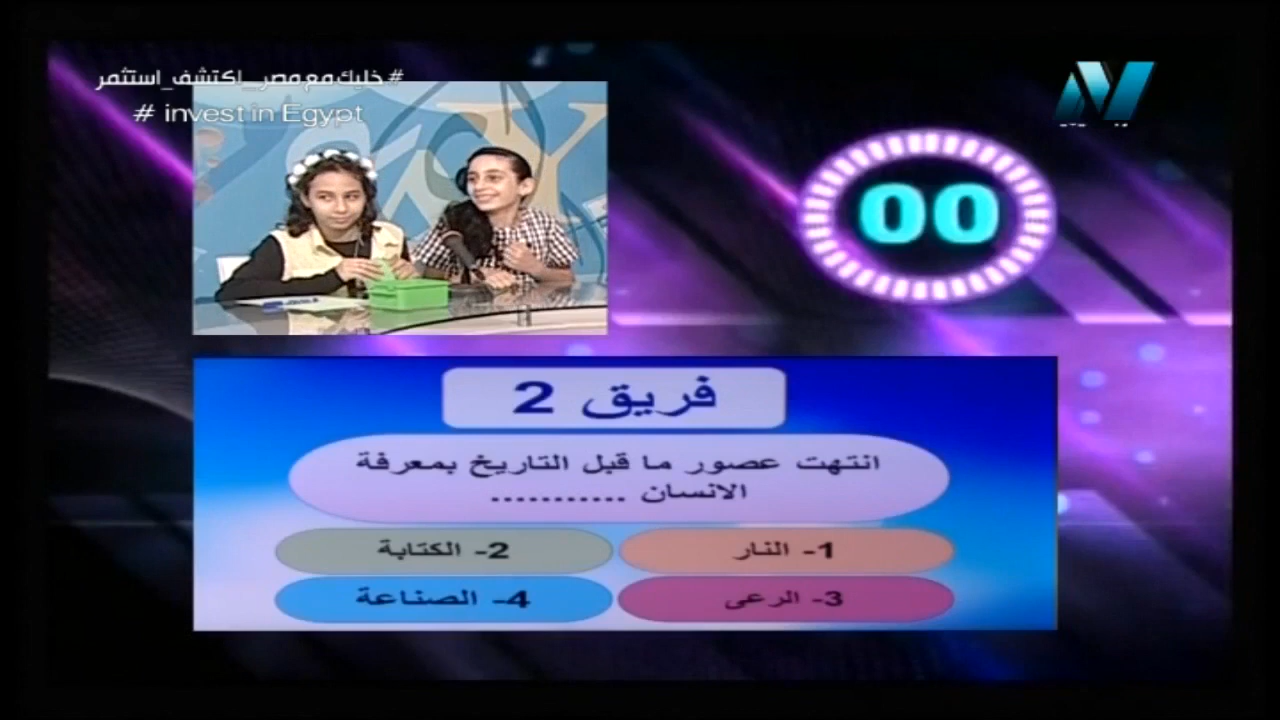 #خليك_مع_مصر_اكتشف_استثمر
# invest in Egypt
00
فريق 2
انتهت عصور ما قبل التاريخ بمعرفة
الانسان ...........
1- النار
2- الكتابة
3- الرعى
4- الصناعة